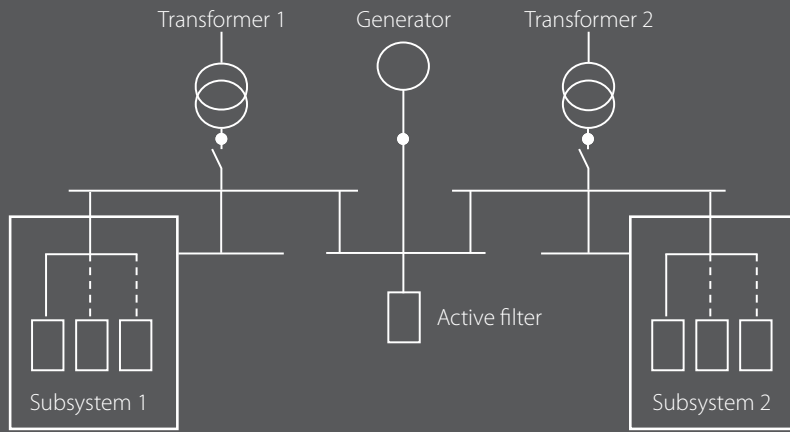 Transformer 1
Generator
Transformer 2
Active filter
Subsystem 1
Subsystem 2